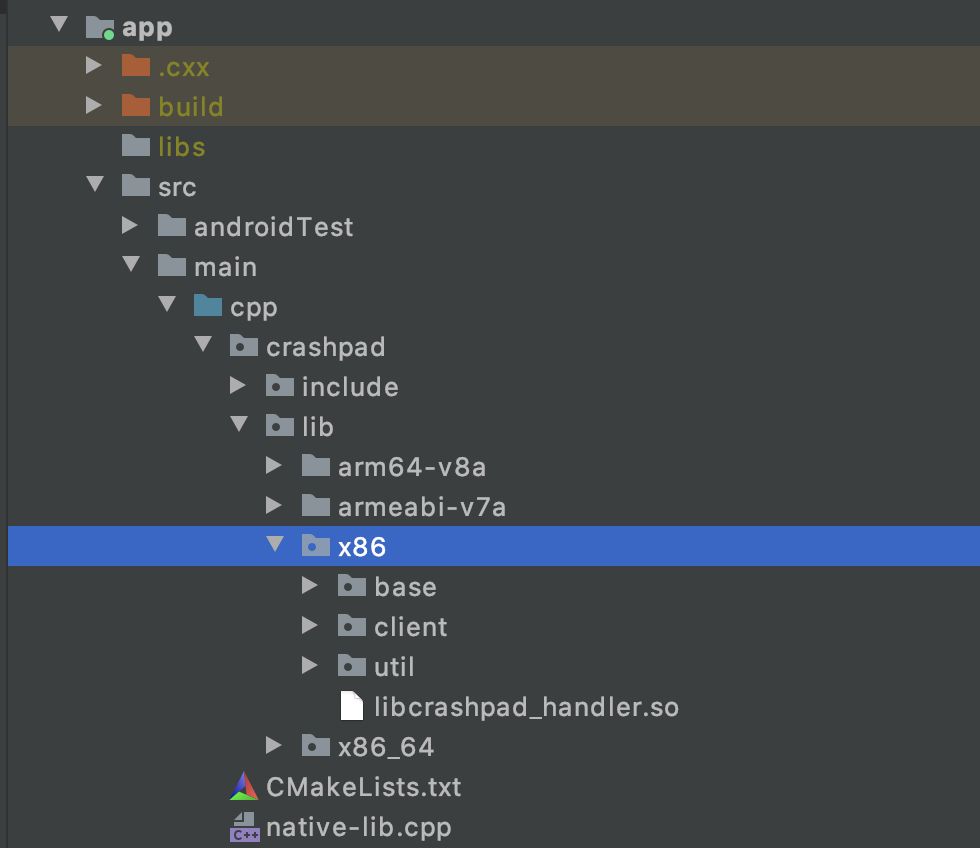 app
.cxx
build
libs
src
androidTest
main
cpp
crashpad
include
lib
arm64-v8a
armeabi-v7a
x86
base
client
util
libcrashpad_handler.so
x86_64
CMakeLists.txt
C++ native-lib.cpp